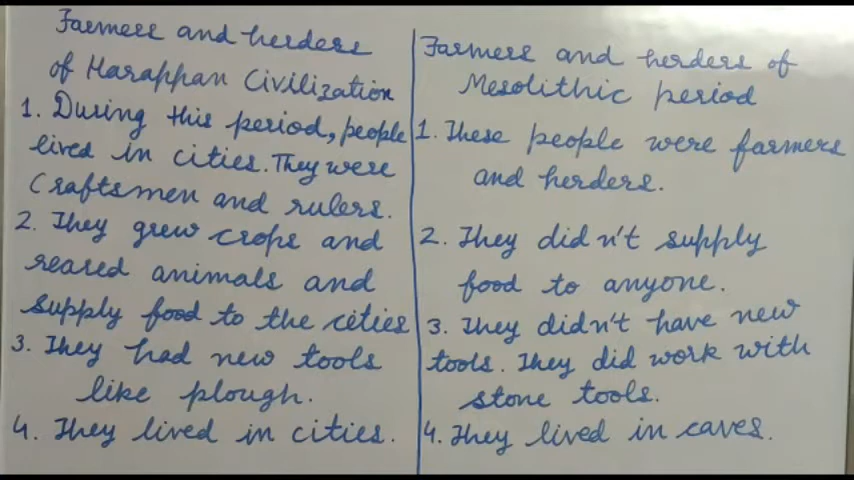 Farmers and herders
of Harappan Civilization
1. During this period, people
lived in cities. They were
Craftsmen and rulers.
2. They grew crops and
reared animals and
supply food to the cities
3. They had new tools
like plough.
4. They lived in cities.
Farmers and herders of
Mesolithic period
1. These people were farmers
and herders.
2. They did n't supply
food to anyone.
3. They didn't have new
tools. They did work with
stone tools.
4. They lived in caves.